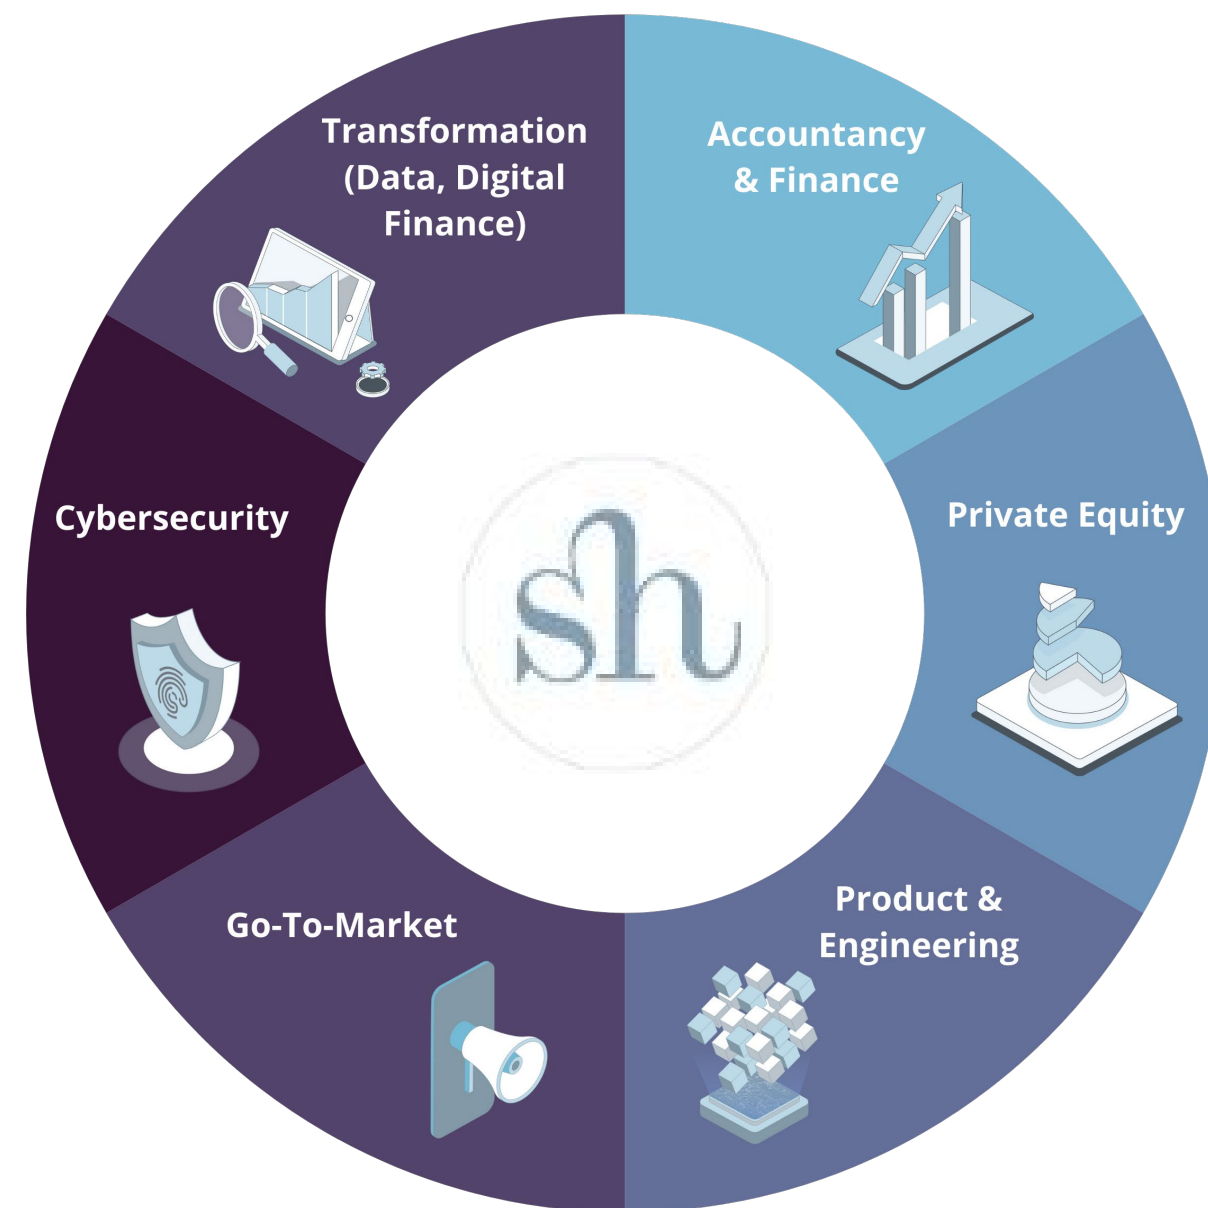 Transformation
(Data, Digital
Finance)
Accountancy
& Finance
Cybersecurity
Private Equity
sh
Go-To-Market
Product &
Engineering